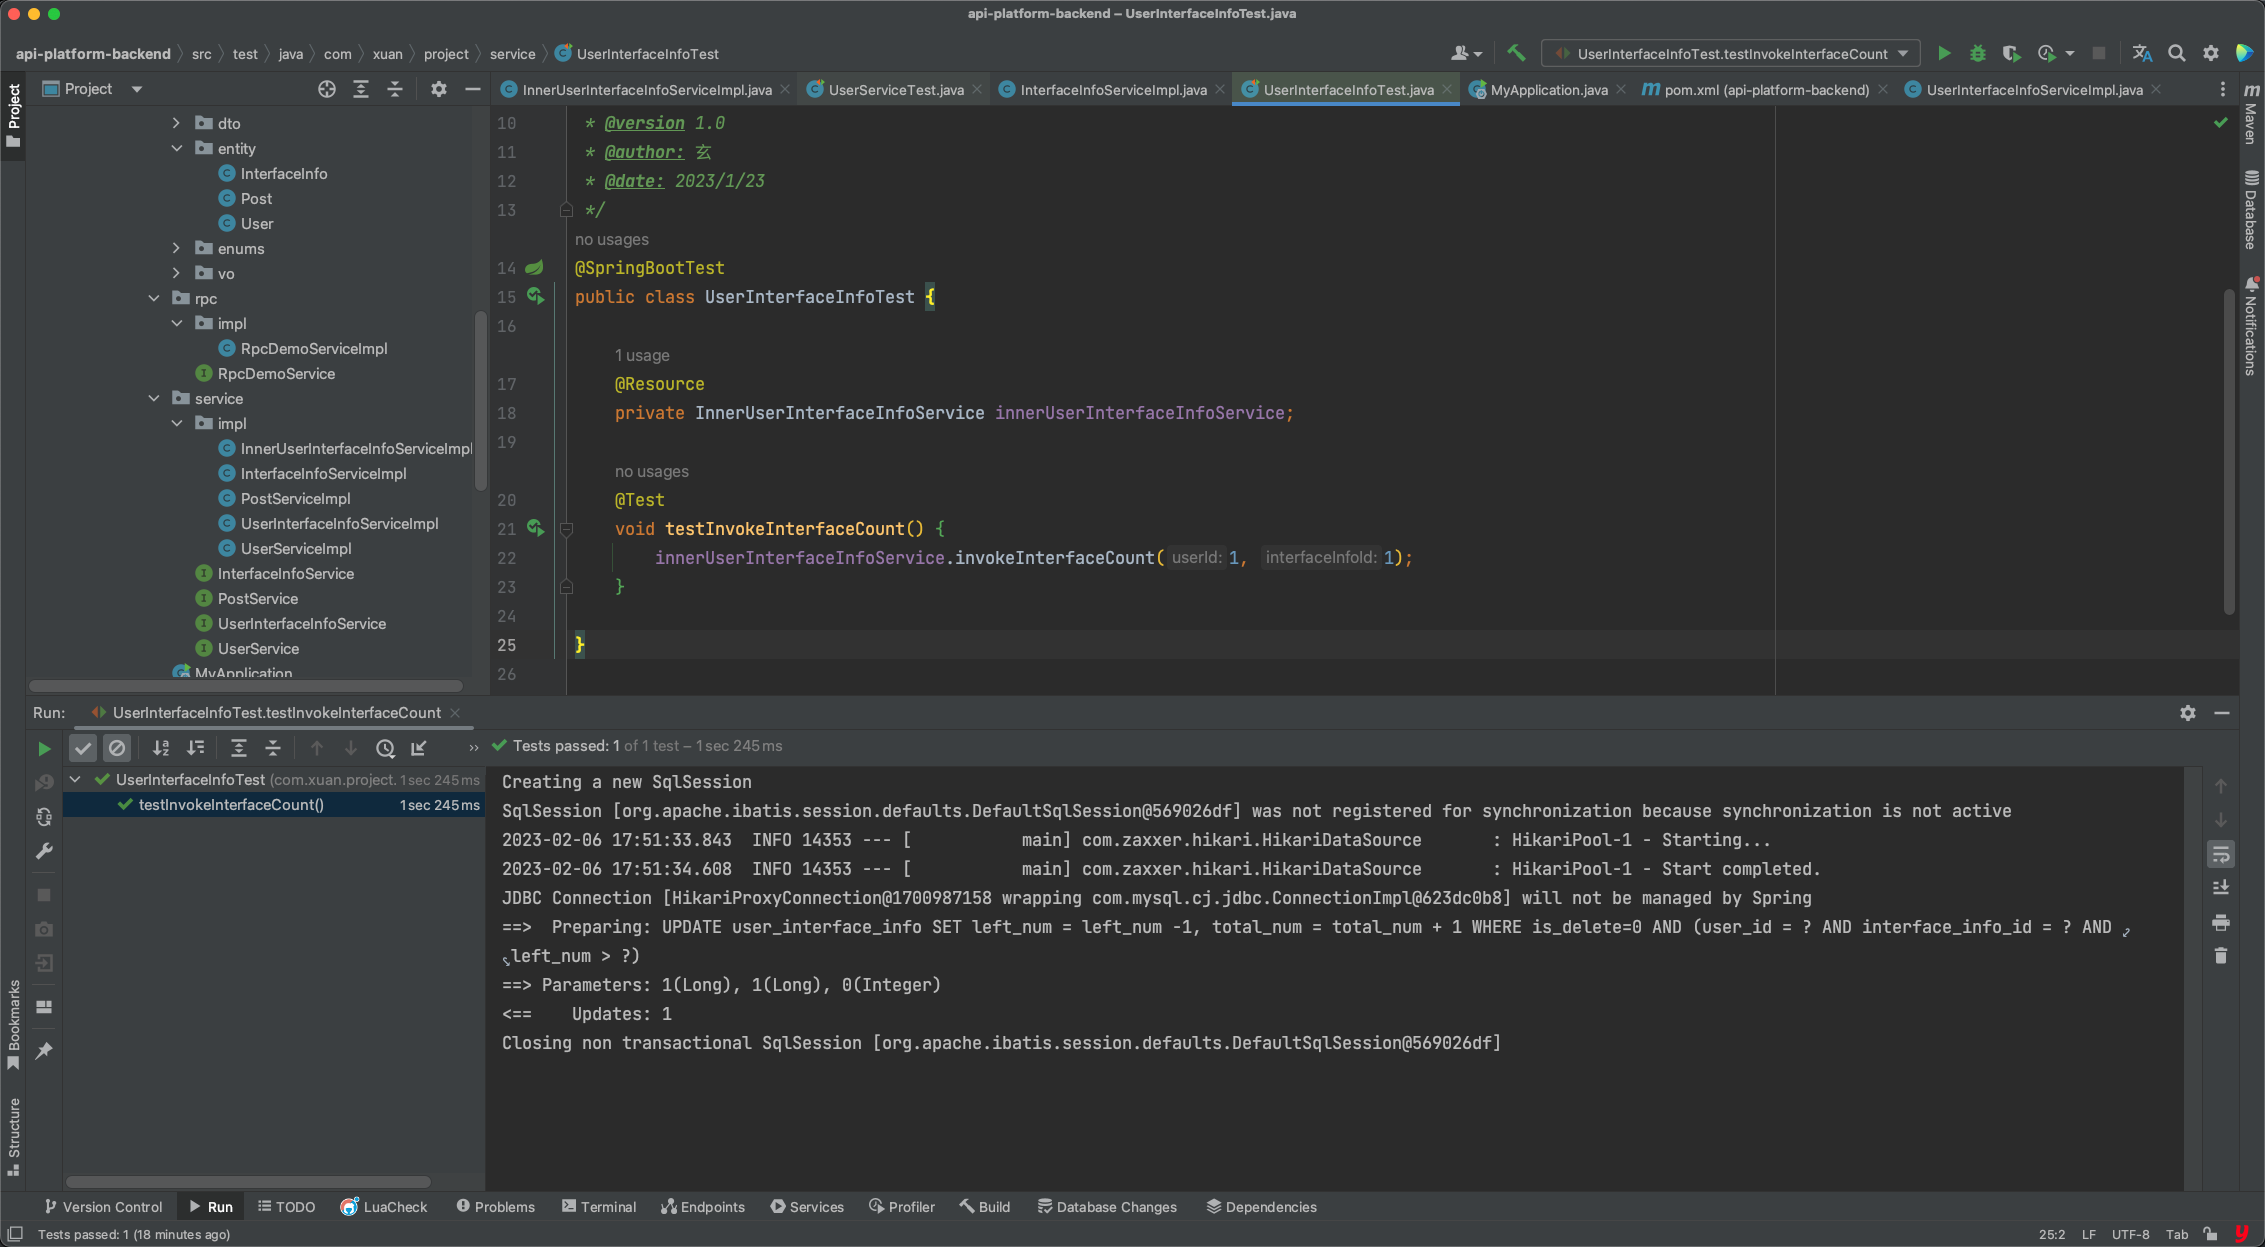 api-platform-backend – UserInterfaceInfoTest.java
api-platform-backend src test java com xuan project service UserInterfaceInfoTest
UserInterfaceInfoTest.testInvokeInterfaceCount
Project
InnerUserInterfaceInfoServiceImpl.java UserServiceTest.java InterfaceInfoServiceImpl.java UserInterfaceInfoTest.java MyApplication.java pom.xml (api-platform-backend) UserInterfaceInfoServiceImpl.java
Project
Bookmarks
Structure
Maven
Database
Notifications
dto
entity
InterfaceInfo
Post
User
enums
vo
rpc
impl
RpcDemoServiceImpl
RpcDemoService
service
impl
InnerUserInterfaceInfoServiceImpl
InterfaceInfoServiceImpl
PostServiceImpl
UserInterfaceInfoServiceImpl
UserServiceImpl
InterfaceInfoService
PostService
UserInterfaceInfoService
UserService
MyApplication
10 * @version 1.0
11 * @author: 玄
12 * @date: 2023/1/23
13 */
no usages
14 @SpringBootTest
15 public class UserInterfaceInfoTest {
16
1 usage
17 @Resource
18 private InnerUserInterfaceInfoService innerUserInterfaceInfoService;
19
no usages
20 @Test
21 void testInvokeInterfaceCount() {
22 innerUserInterfaceInfoService.invokeInterfaceCount( userId: 1, interfaceInfoId: 1);
23 }
24
25 }
26
Run: UserInterfaceInfoTest.testInvokeInterfaceCount
Tests passed: 1 of 1 test – 1 sec 245 ms
UserInterfaceInfoTest (com.xuan.project. 1 sec 245 ms
testInvokeInterfaceCount() 1 sec 245 ms
Creating a new SqlSession
SqlSession [org.apache.ibatis.session.defaults.DefaultSqlSession@569026df] was not registered for synchronization because synchronization is not active
2023-02-06 17:51:33.843  INFO 14353 --- [           main] com.zaxxer.hikari.HikariDataSource       : HikariPool-1 - Starting...
2023-02-06 17:51:34.608  INFO 14353 --- [           main] com.zaxxer.hikari.HikariDataSource       : HikariPool-1 - Start completed.
JDBC Connection [HikariProxyConnection@1700987158 wrapping com.mysql.cj.jdbc.ConnectionImpl@623dc0b8] will not be managed by Spring
==>  Preparing: UPDATE user_interface_info SET left_num = left_num -1, total_num = total_num + 1 WHERE is_delete=0 AND (user_id = ? AND interface_info_id = ? AND
left_num > ?)
==> Parameters: 1(Long), 1(Long), 0(Integer)
<==    Updates: 1
Closing non transactional SqlSession [org.apache.ibatis.session.defaults.DefaultSqlSession@569026df]
Version Control Run TODO LuaCheck Problems Terminal Endpoints Services Profiler Build Database Changes Dependencies
Tests passed: 1 (18 minutes ago) 25:2 LF UTF-8 Tab